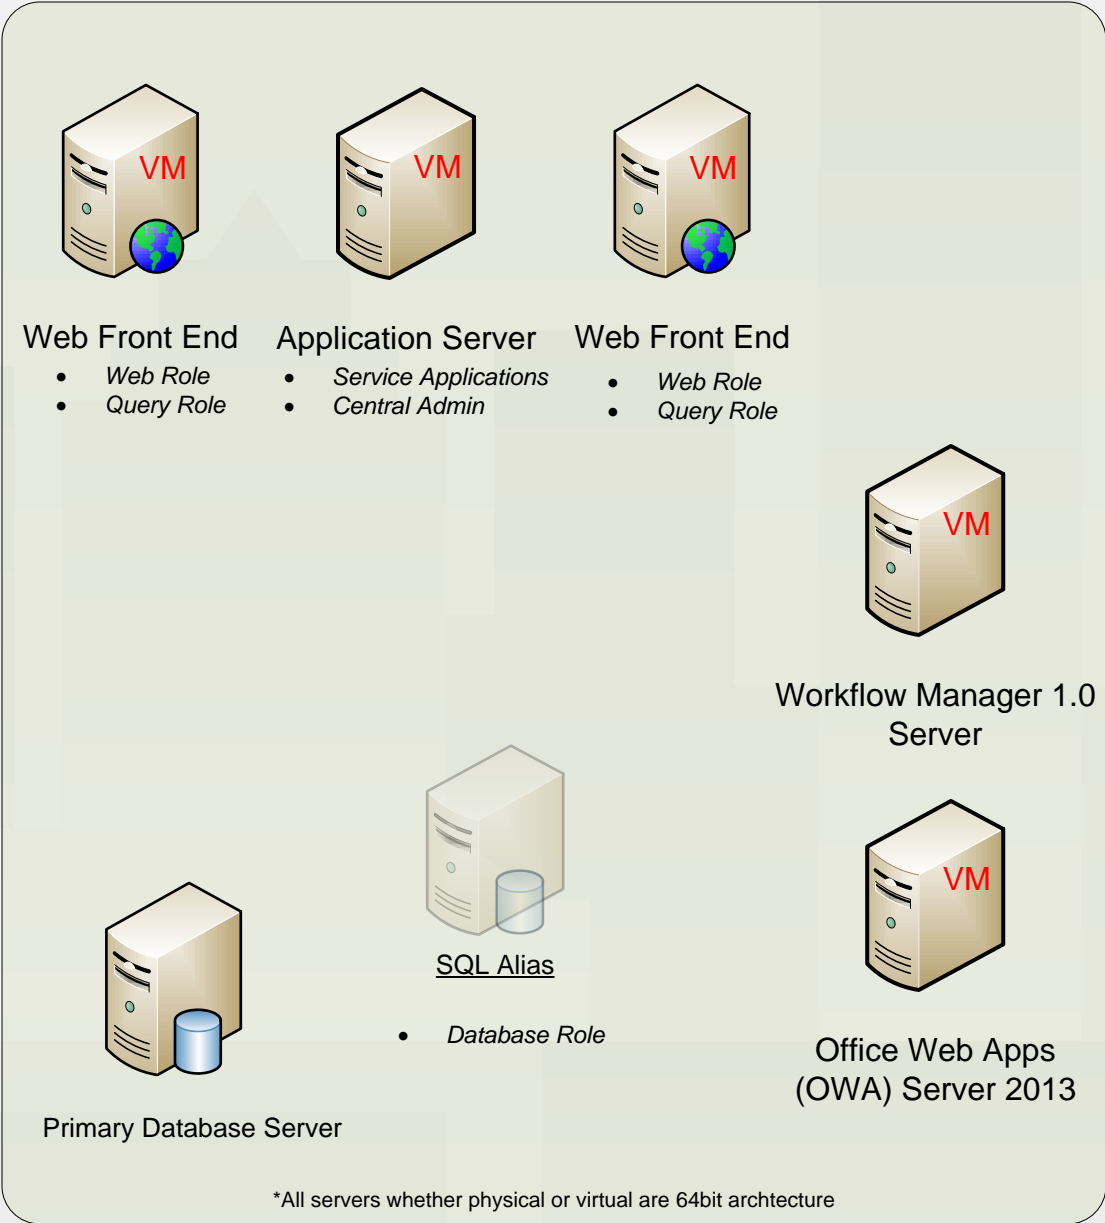 VM
VM
VM
Web Front End
• Web Role
• Query Role
Application Server
• Service Applications
• Central Admin
Web Front End
• Web Role
• Query Role
VM
Workflow Manager 1.0
Server
SQL Alias
• Database Role
VM
Office Web Apps
(OWA) Server 2013
Primary Database Server
*All servers whether physical or virtual are 64bit archtecture